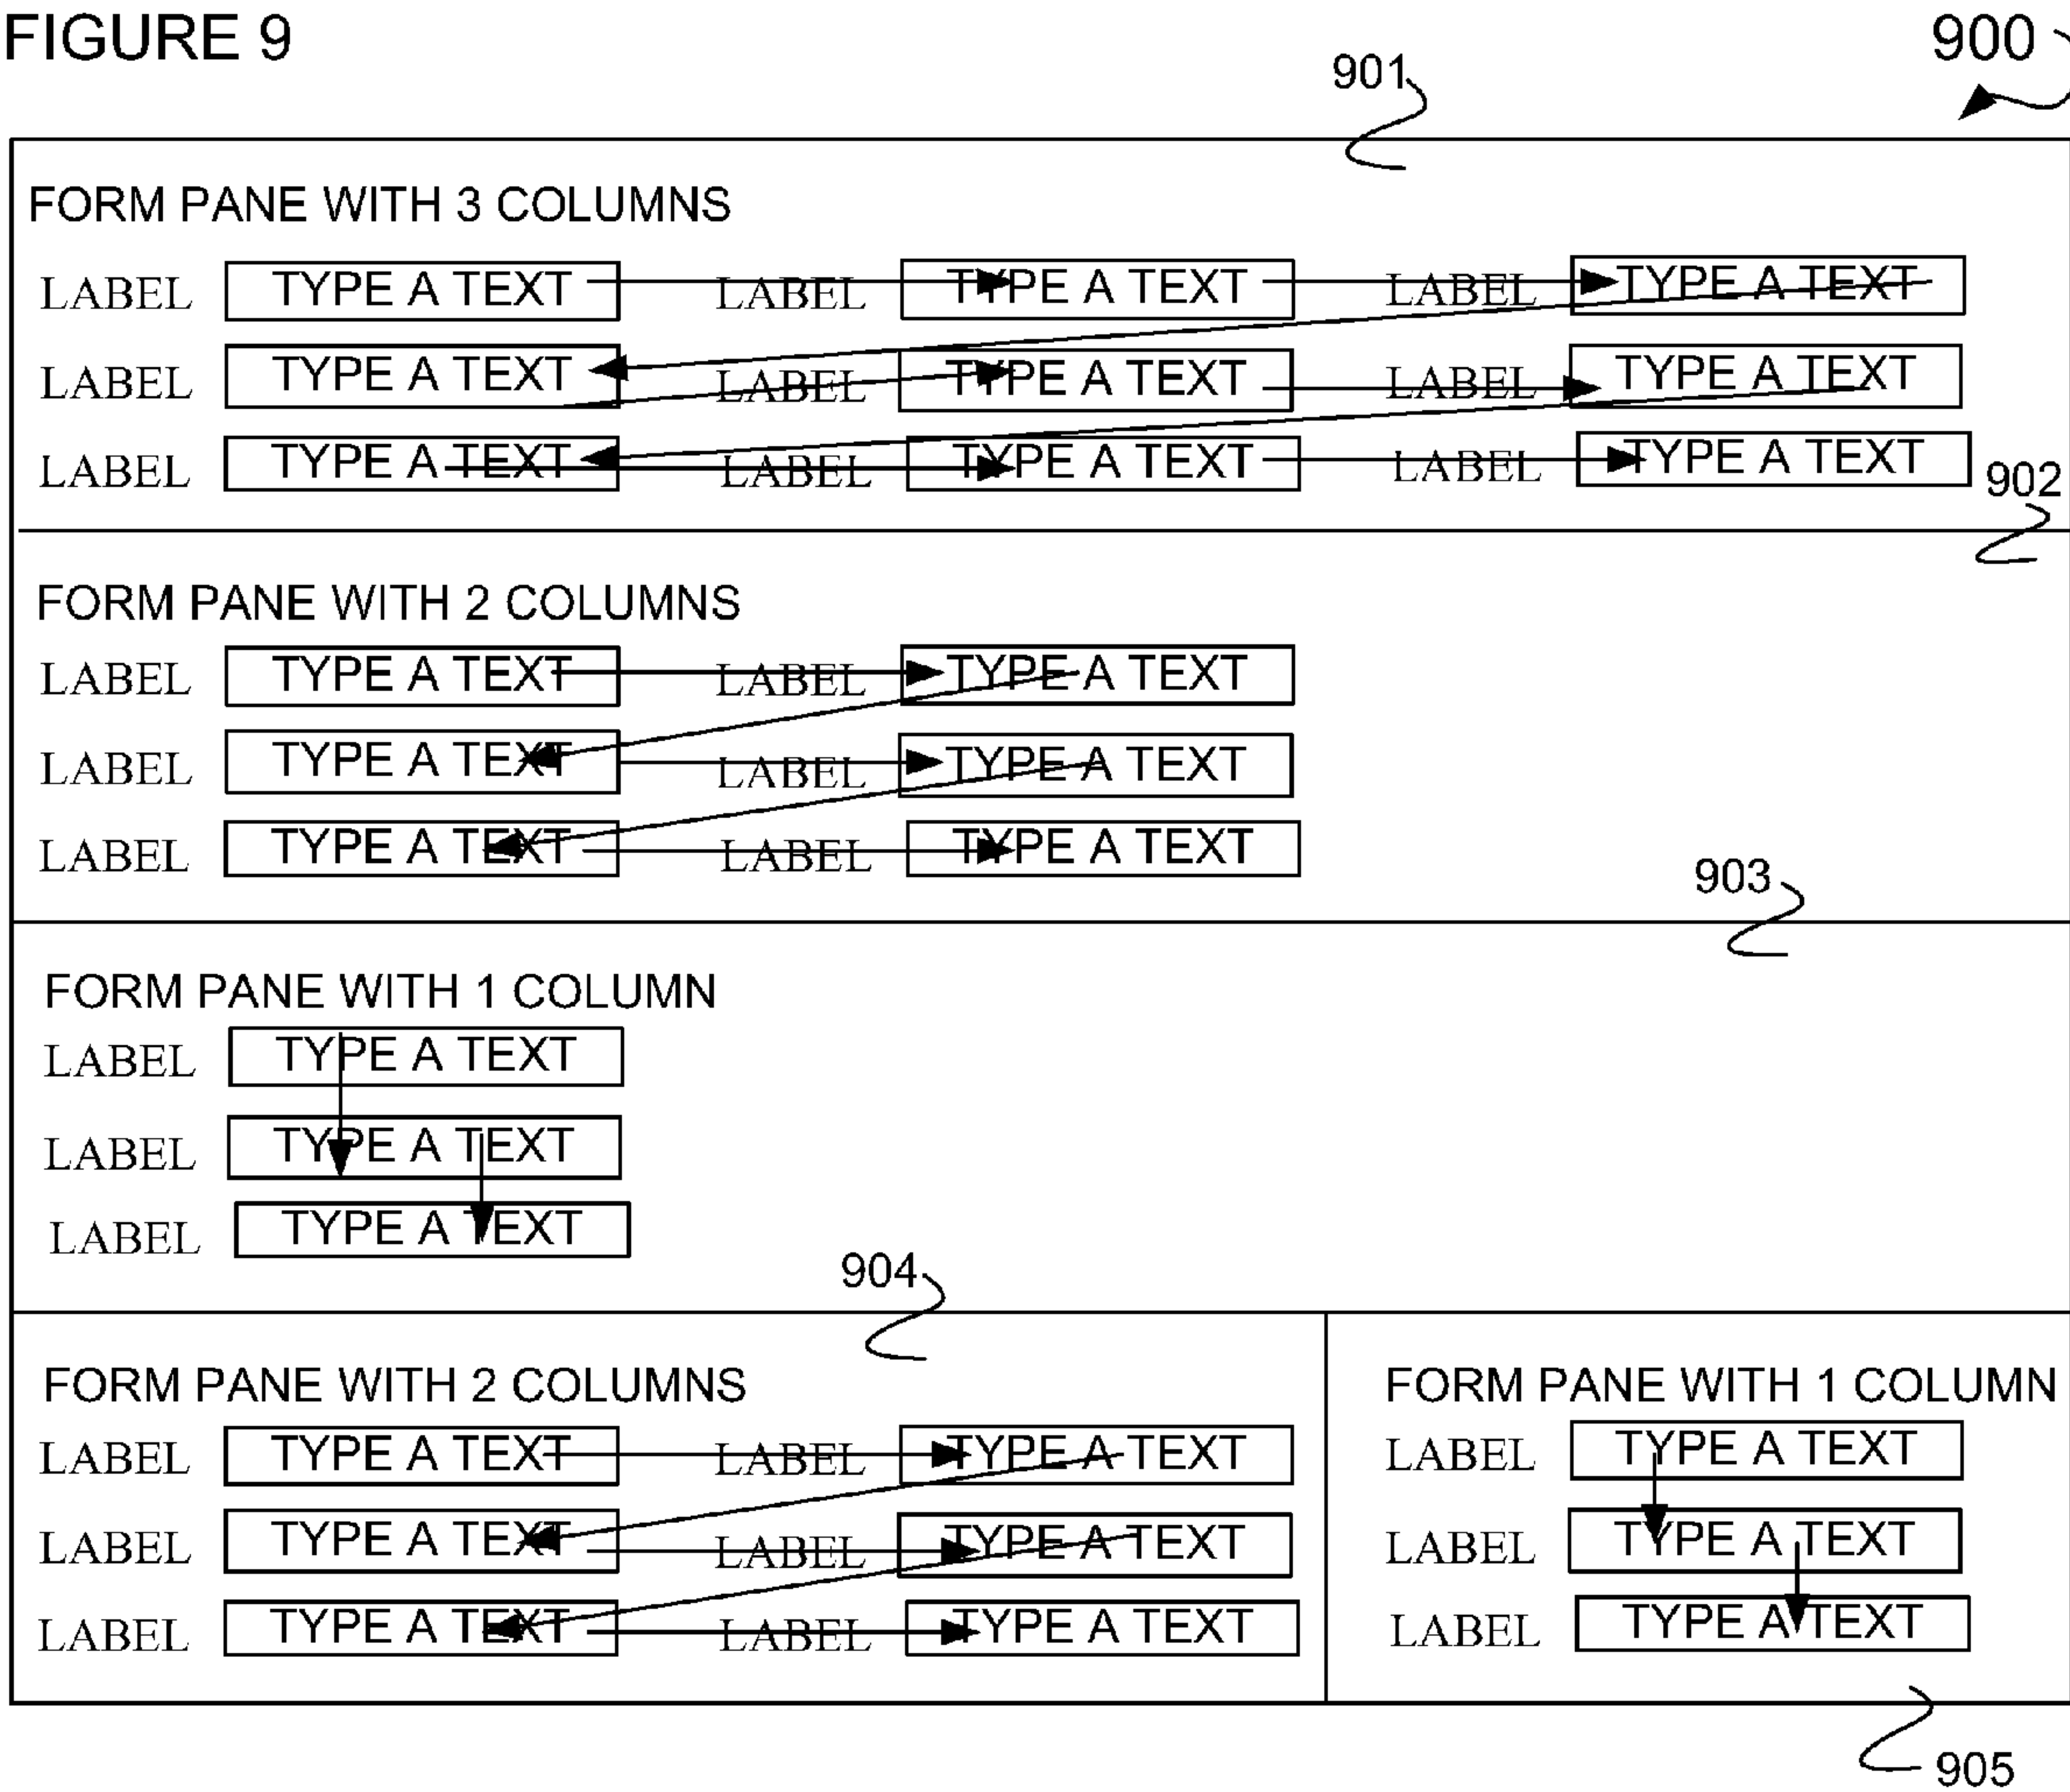 FIGURE 9
900
901
FORM PANE WITH 3 COLUMNS
LABEL TYPE A TEXT LABEL TYPE A TEXT LABEL TYPE A TEXT
LABEL TYPE A TEXT LABEL TYPE A TEXT LABEL TYPE A TEXT
LABEL TYPE A TEXT LABEL TYPE A TEXT LABEL TYPE A TEXT
902
FORM PANE WITH 2 COLUMNS
LABEL TYPE A TEXT LABEL TYPE A TEXT
LABEL TYPE A TEXT LABEL TYPE A TEXT
LABEL TYPE A TEXT LABEL TYPE A TEXT
903
FORM PANE WITH 1 COLUMN
LABEL TYPE A TEXT
LABEL TYPE A TEXT
LABEL TYPE A TEXT
904
FORM PANE WITH 2 COLUMNS
LABEL TYPE A TEXT LABEL TYPE A TEXT
LABEL TYPE A TEXT LABEL TYPE A TEXT
LABEL TYPE A TEXT LABEL TYPE A TEXT
FORM PANE WITH 1 COLUMN
LABEL TYPE A TEXT
LABEL TYPE A TEXT
LABEL TYPE A TEXT
905